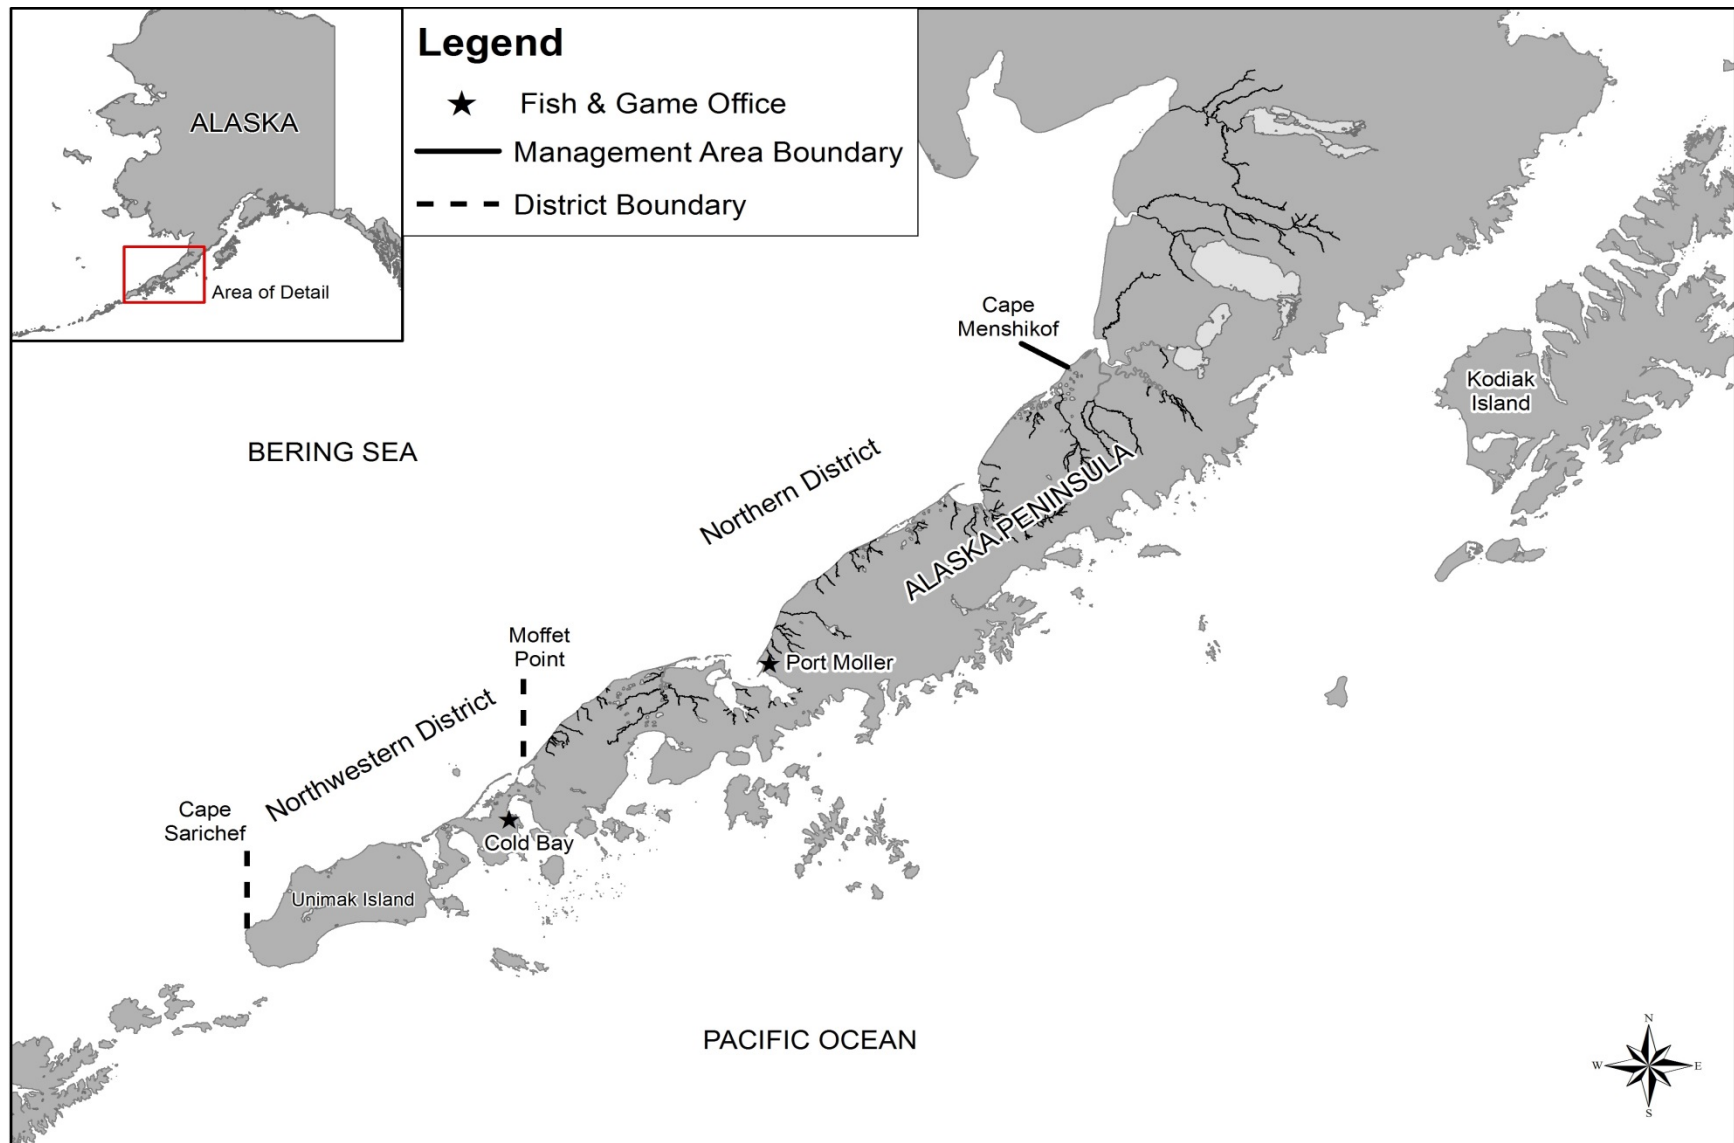 ALASKA
Area of Detail
Legend
Fish & Game Office
Management Area Boundary
District Boundary
Cape
Menshikof
Kodiak
Island
BERING SEA
Northern District
ALASKA PENINSULA
Moffet
Point
Port Moller
Northwestern District
Cape
Sarichef
Cold Bay
Unimak Island
PACIFIC OCEAN
N
W
E
S